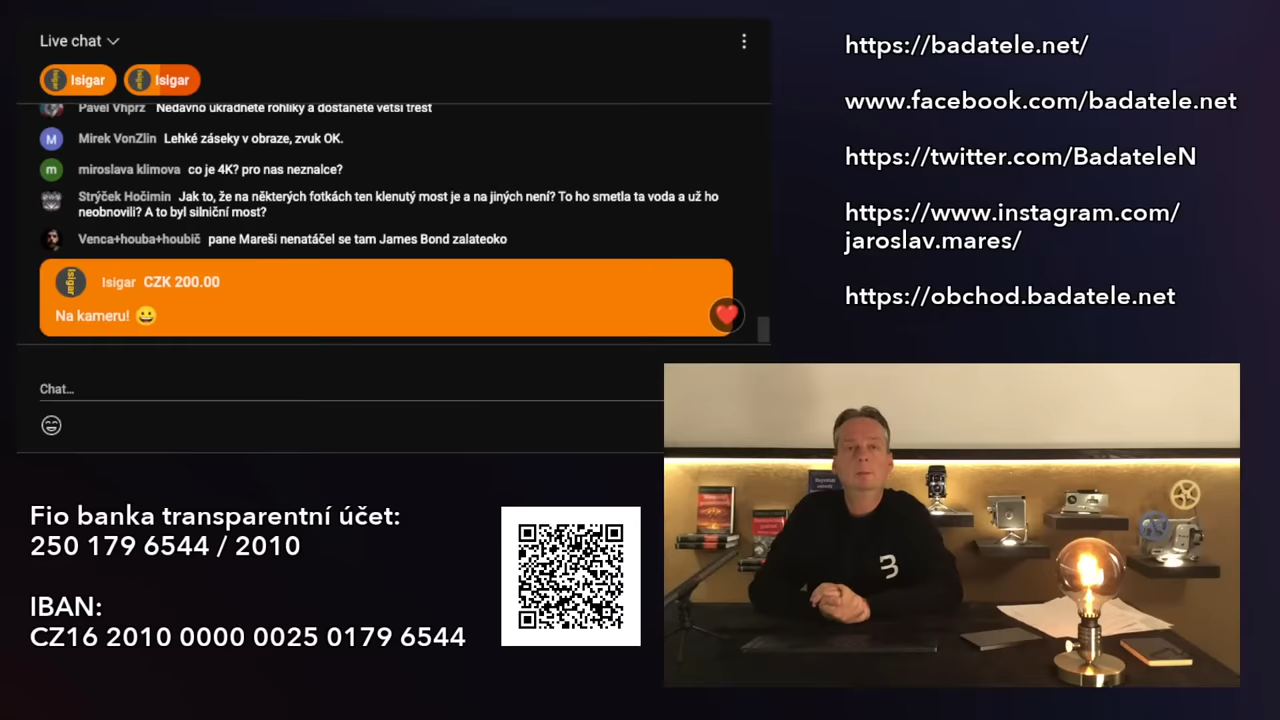 Live chat
Isigar Isigar
Pavel Vhprz Nedávno ukradnete rohlíky a dostanete větší trest
Mirek VonZlin Lehké záseky v obraze, zvuk OK.
miroslava klimova co je 4K? pro nas neznalce?
Strýček Hočimin Jak to, že na některých fotkách ten klenutý most je a na jiných není? To ho smetla ta voda a už ho
neobnovili? A to byl silniční most?
Venca+houba+houbič pane Mareši nenatáčel se tam James Bond zalateoko
Isigar CZK 200.00
Na kameru! 😀
Chat...
https://badatele.net/
www.facebook.com/badatele.net
https://twitter.com/BadateleN
https://www.instagram.com/
jaroslav.mares/
https://obchod.badatele.net
Fio banka transparentní účet:
250 179 6544 / 2010
IBAN:
CZ16 2010 0000 0025 0179 6544